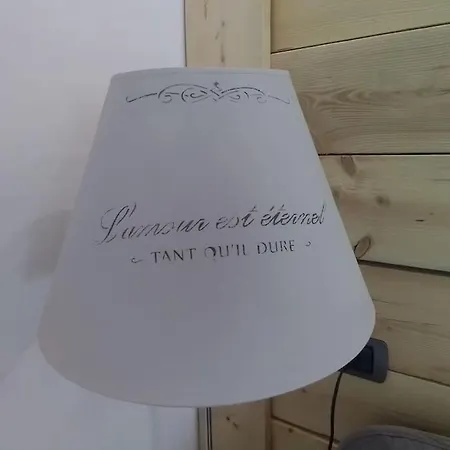 L'amour est éternel
TANT QU'IL DURE